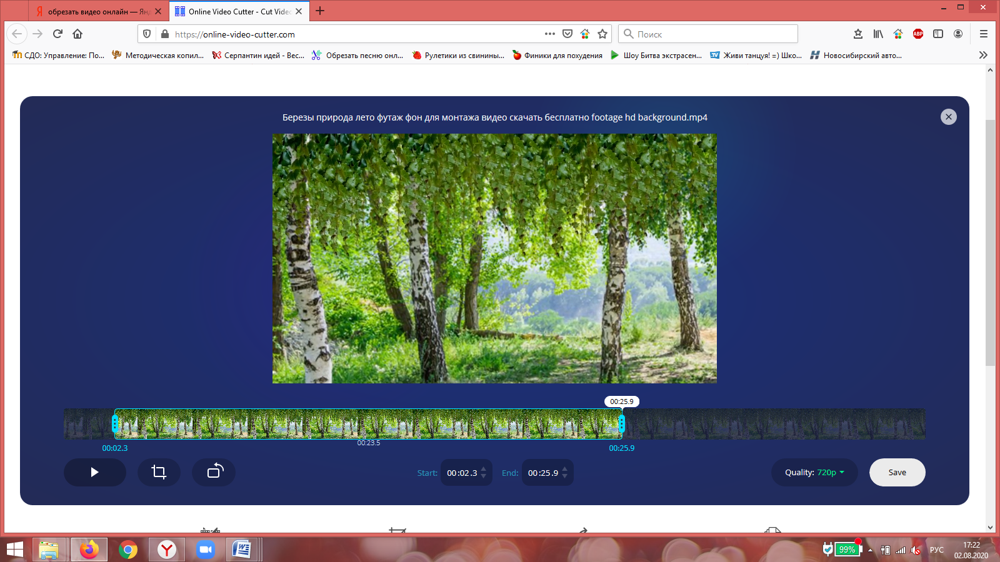 обрезать видео онлайн — Ян
Online Video Cutter - Cut Vide
https://online-video-cutter.com
Поиск
СДО: Управление: По...
Методическая копил...
Серпантин идей - Вес...
Обрезать песню онл...
Рулетики из свинины...
Финики для похудения
Шоу Битва экстрасен...
Живи танцуя! =) Шко...
Новосибирский авто...
Березы природа лето футаж фон для монтажа видео скачать бесплатно footage hd background.mp4
00:25.9
00:23.5
00:02.3
00:25.9
Start: 00:02.3
End: 00:25.9
Quality: 720p
Save
99%
РУС
17:22
02.08.2020